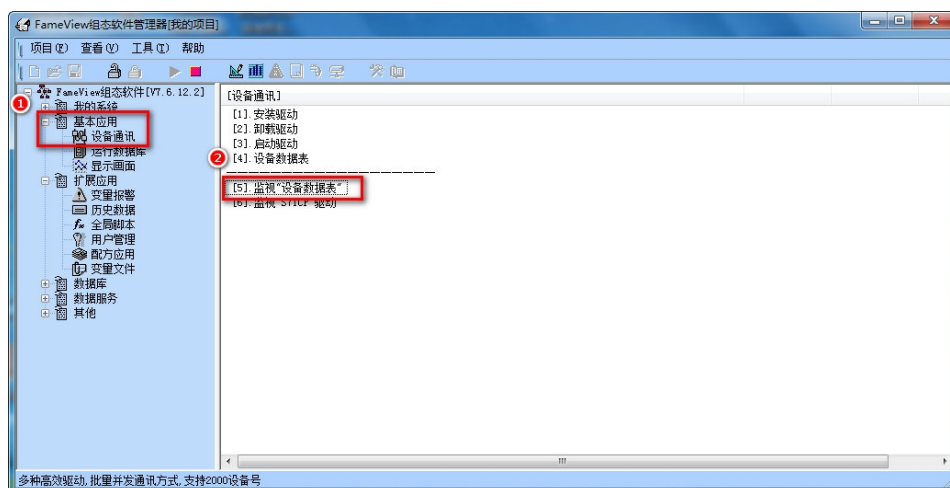 FameView组态软件管理器[我的项目]
项目(P) 查看(V) 工具(T) 帮助
FameView组态软件[V7.6.12.2]
1
我的系统
基本应用
设备通讯
运行数据库
显示画面
扩展应用
变量报警
历史数据
全局脚本
用户管理
配方应用
变量文件
数据库
数据服务
其他
[设备通讯]
[1]. 安装驱动
[2]. 卸载驱动
[3]. 启动驱动
2
[4]. 设备数据表
[5]. 监视"设备数据表"
[6]. 监视"S7TCP"驱动
多种高效驱动,批量并发通讯方式,支持2000设备号